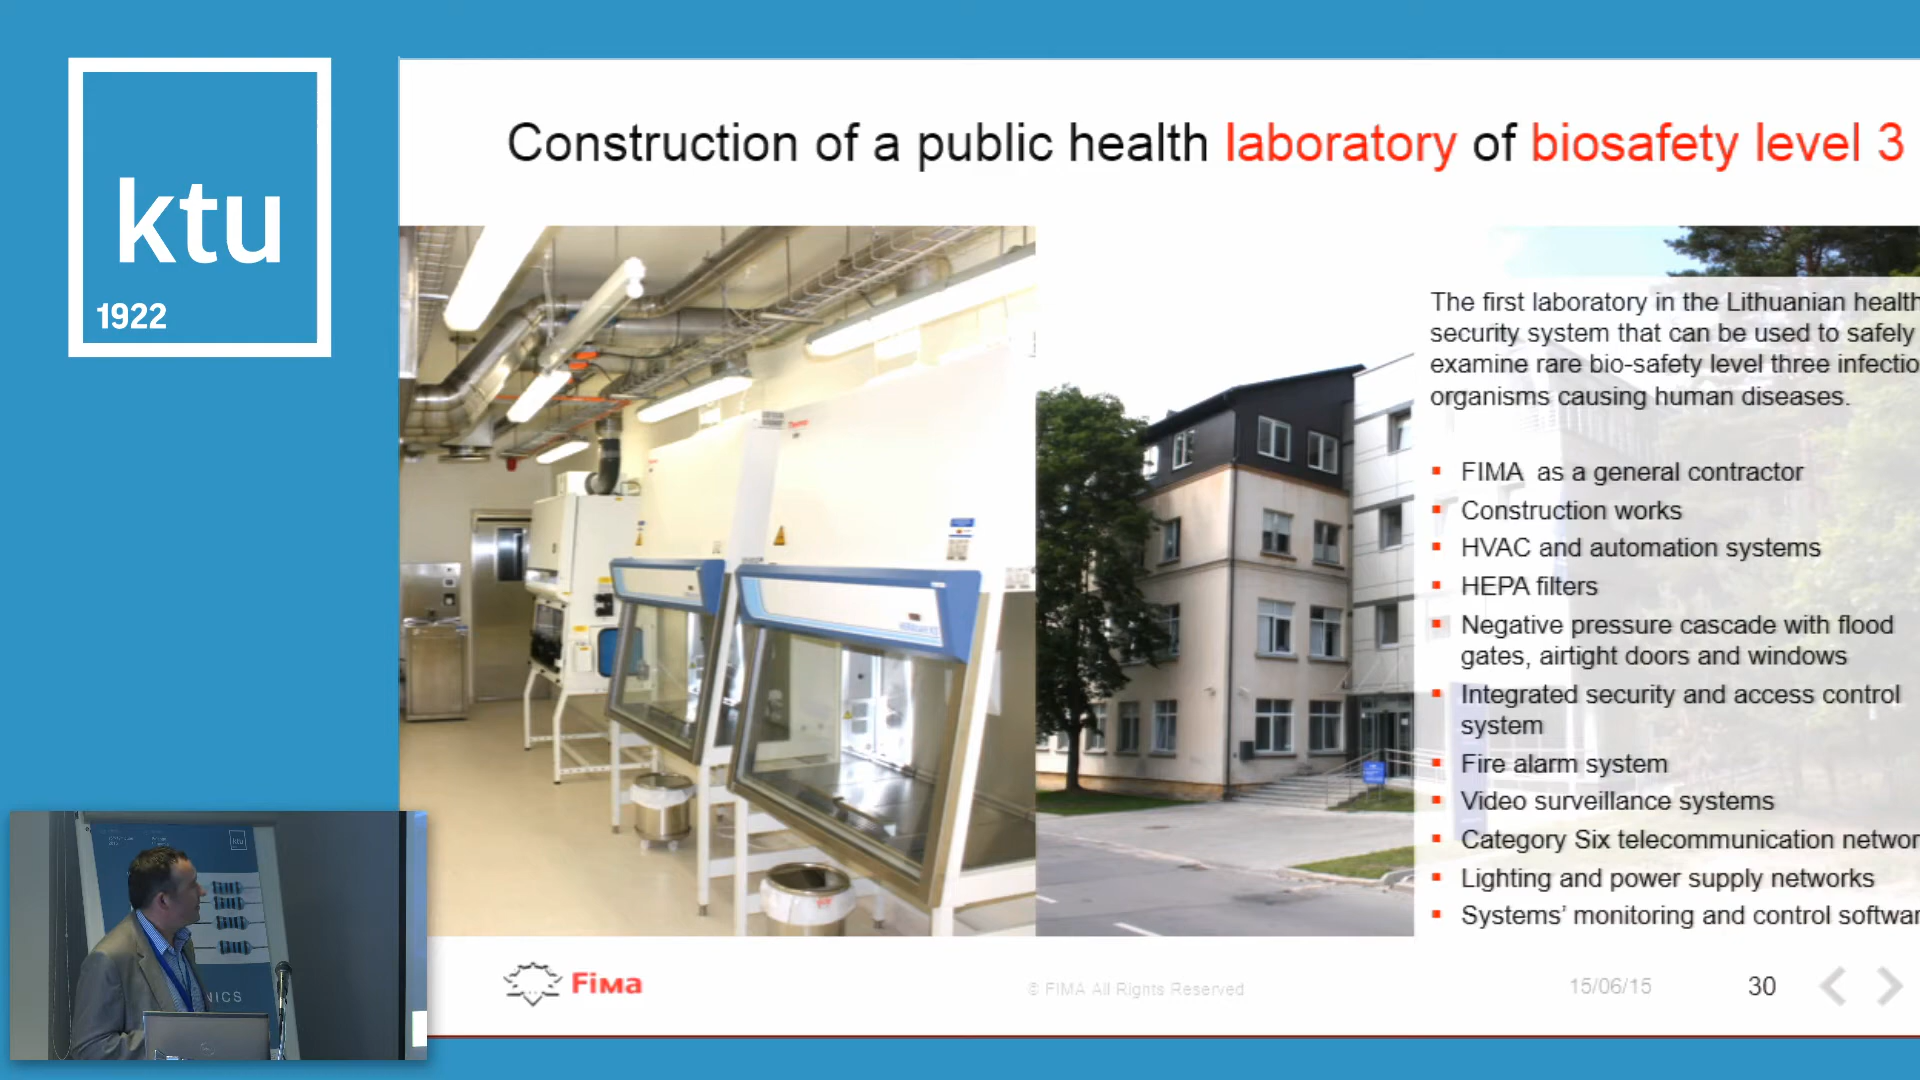 ktu
1922
Construction of a public health laboratory of biosafety level 3
The first laboratory in the Lithuanian health
security system that can be used to safely
examine rare bio-safety level three infectio
organisms causing human diseases.
FIMA as a general contractor
Construction works
HVAC and automation systems
HEPA filters
Negative pressure cascade with flood
gates, airtight doors and windows
Integrated security and access control
system
Fire alarm system
Video surveillance systems
Category Six telecommunication networ
Lighting and power supply networks
Systems’ monitoring and control softwar
Fima
© FIMA All Rights Reserved
15/06/15
30
ktu
NICS